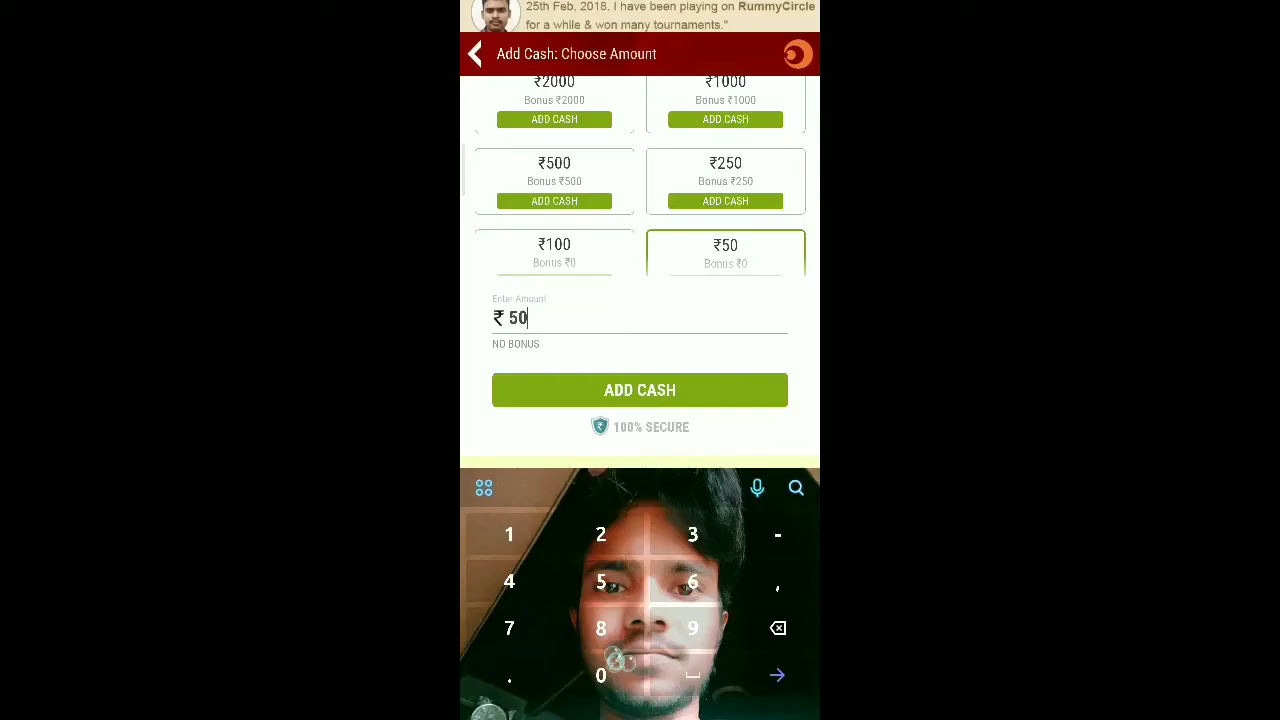 25th Feb, 2018. I have been playing on RummyCircle
for a while & won many tournaments."
Add Cash: Choose Amount
₹2000 ₹1000
Bonus ₹2000 Bonus ₹1000
ADD CASH ADD CASH
₹500 ₹250
Bonus ₹500 Bonus ₹250
ADD CASH ADD CASH
₹100 ₹50
Bonus ₹0 Bonus ₹0
Enter Amount
₹ 50
NO BONUS
ADD CASH
₹ 100% SECURE
1 2 3 -
4 5 6 ,
7 8 9
. 0